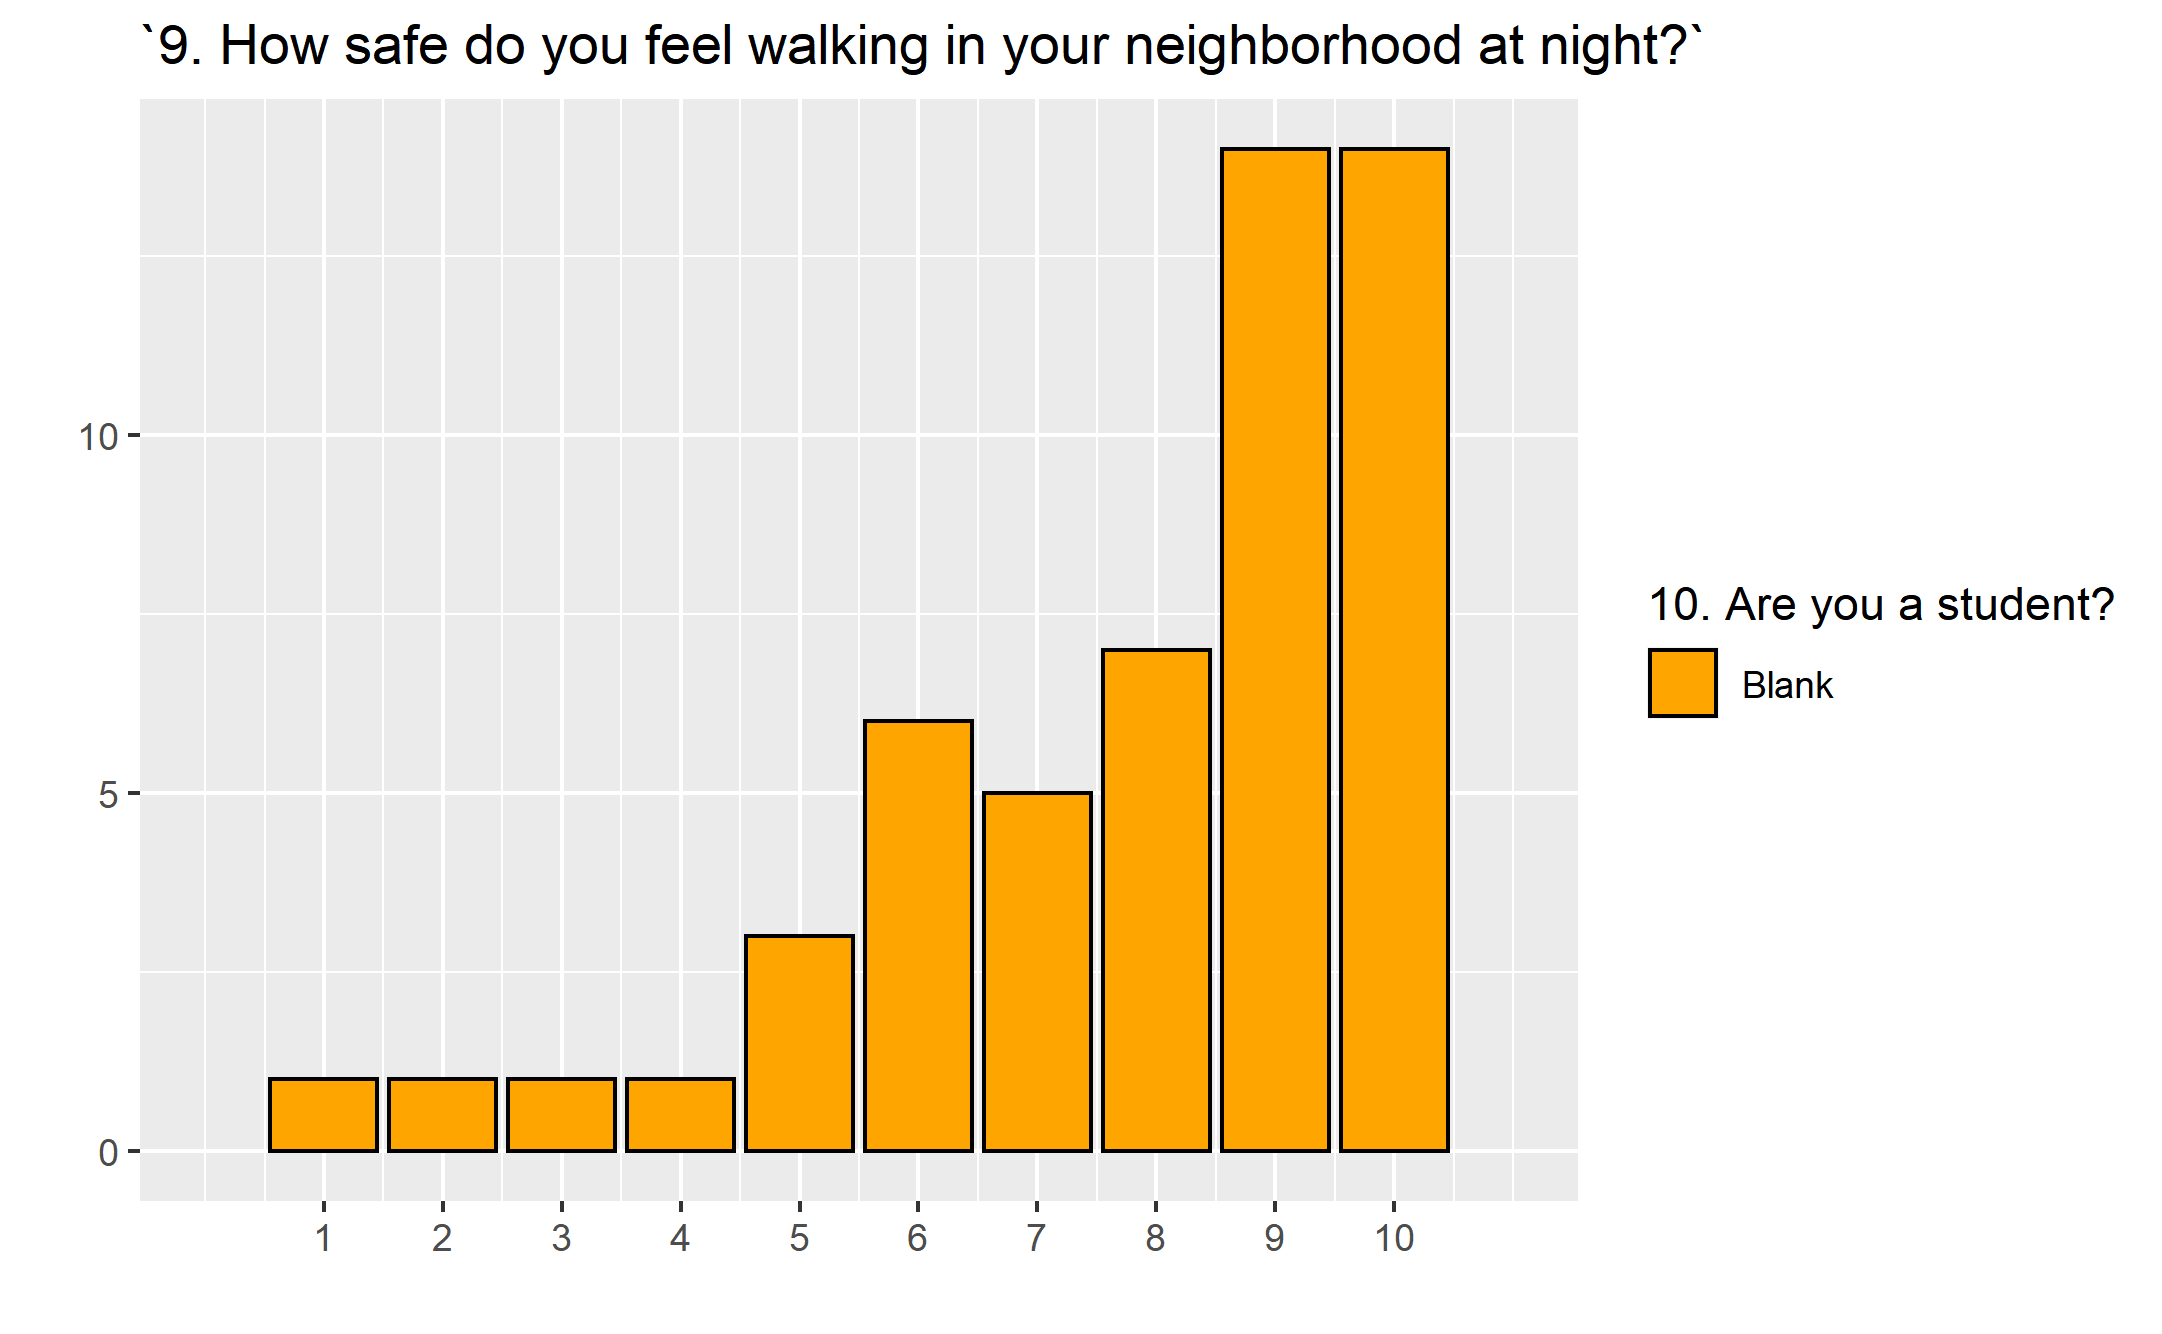 `9. How safe do you feel walking in your neighborhood at night?`
10
5
0
1 2 3 4 5 6 7 8 9 10
10. Are you a student?
Blank